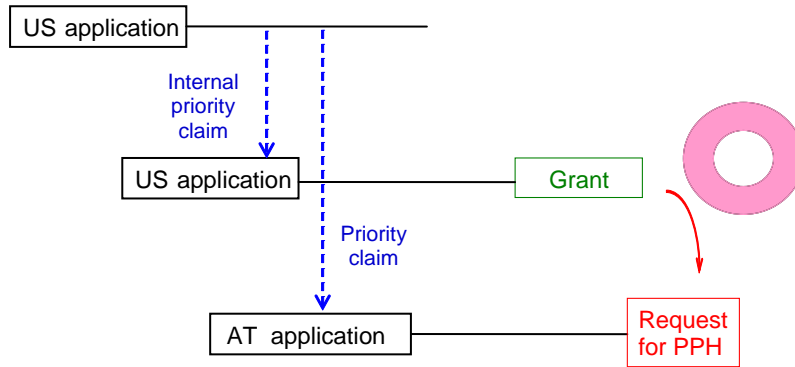 US application
Internal
priority
claim
US application
Grant
Priority
claim
AT application
Request
for PPH